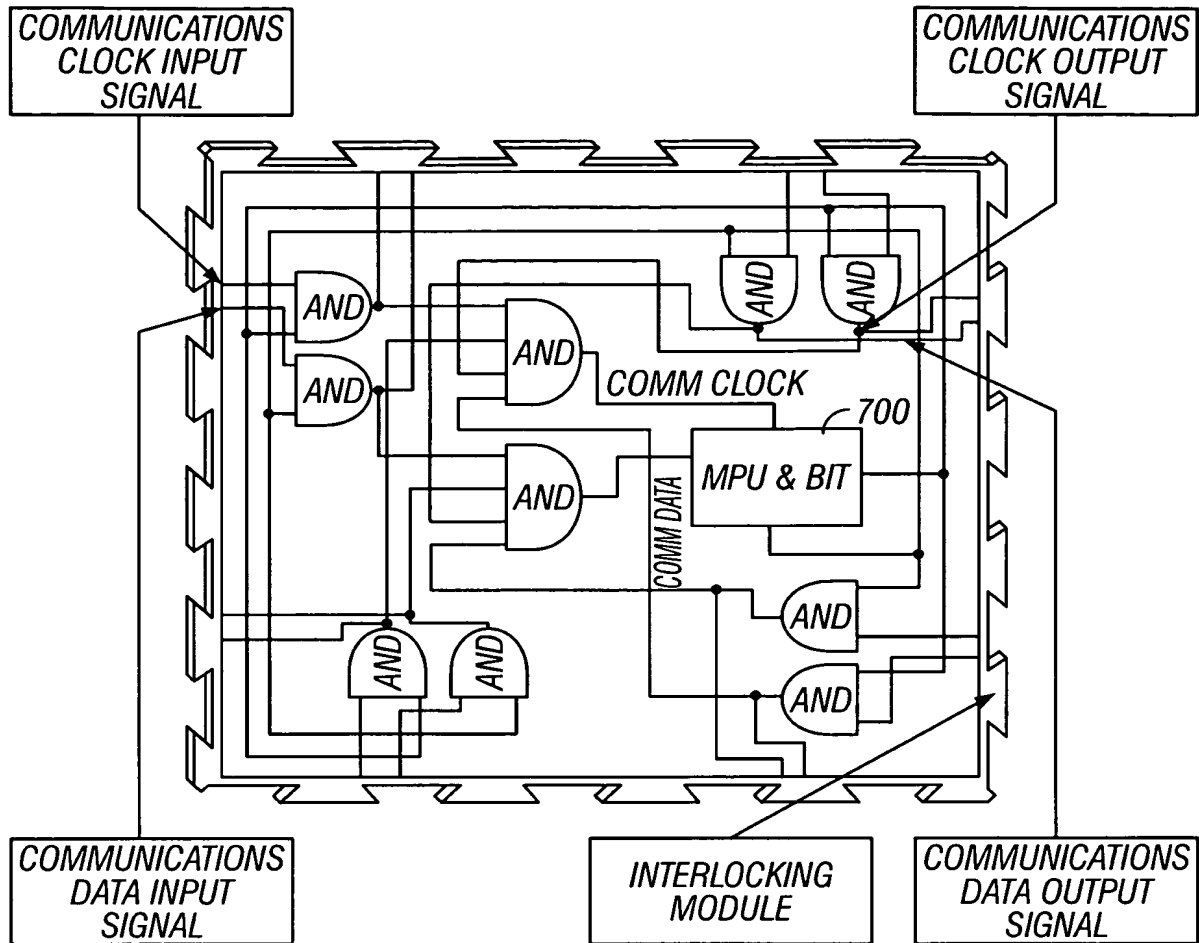 COMMUNICATIONS
CLOCK INPUT
SIGNAL
COMMUNICATIONS
CLOCK OUTPUT
SIGNAL
AND
AND
AND
AND
AND
COMM CLOCK
700
AND
MPU & BIT
COMM DATA
AND
AND
AND
AND
COMMUNICATIONS
DATA INPUT
SIGNAL
INTERLOCKING
MODULE
COMMUNICATIONS
DATA OUTPUT
SIGNAL